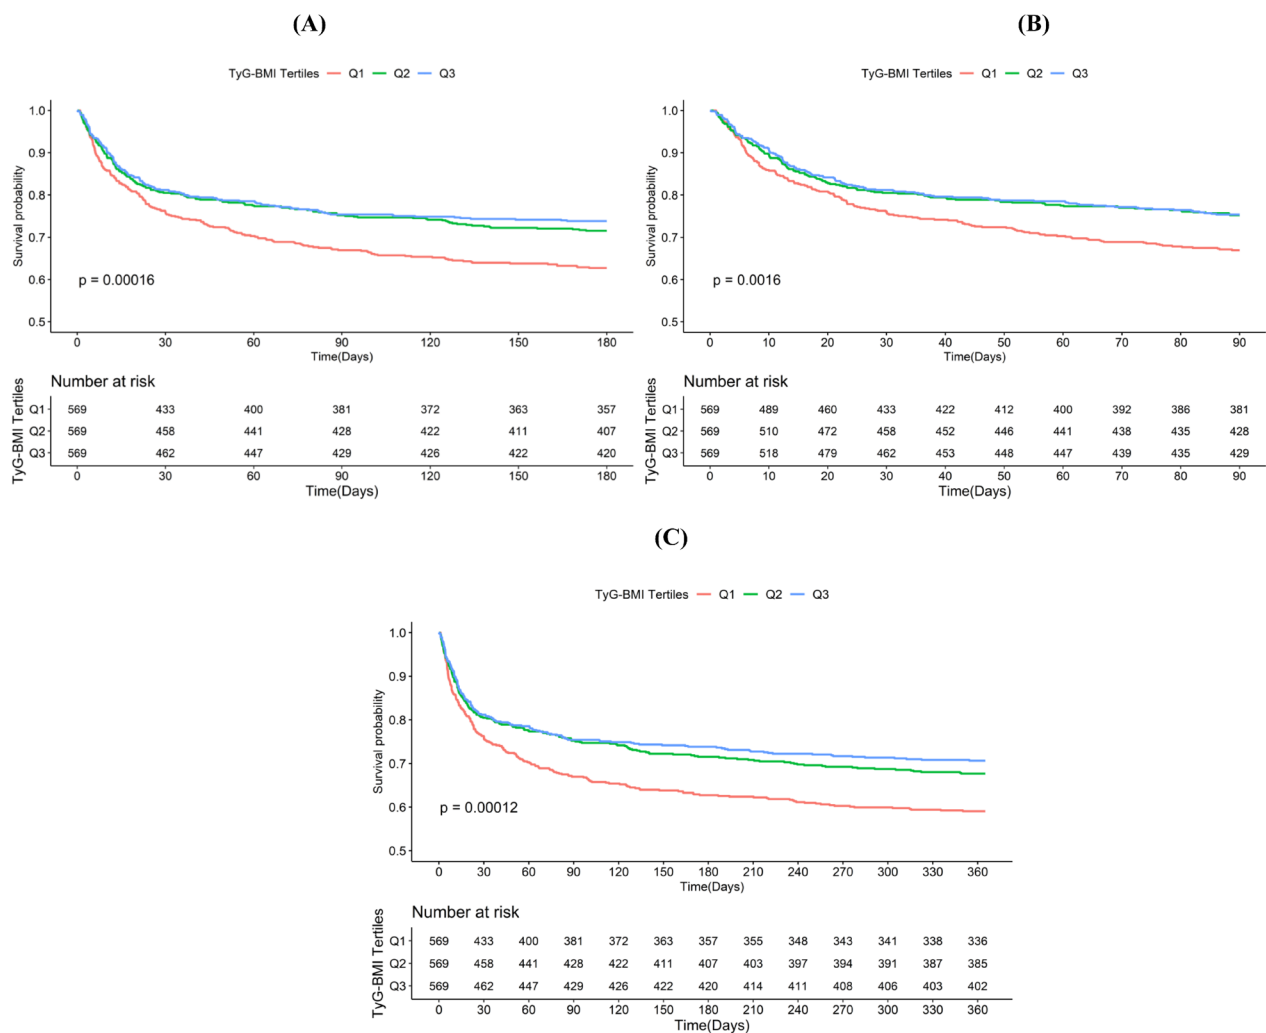 (A)
TyG-BMI Tertiles Q1 Q2 Q3
Survival probability
1.0
0.9
0.8
0.7
0.6
0.5
p = 0.00016
0 30 60 90 120 150 180
Time(Days)
Number at risk
TyG-BMI Tertiles
Q1 569 433 400 381 372 363 357
Q2 569 458 441 428 422 411 407
Q3 569 462 447 429 426 422 420
0 30 60 90 120 150 180
Time(Days)
(B)
TyG-BMI Tertiles Q1 Q2 Q3
Survival probability
1.0
0.9
0.8
0.7
0.6
0.5
p = 0.0016
0 10 20 30 40 50 60 70 80 90
Time(Days)
Number at risk
TyG-BMI Tertiles
Q1 569 489 460 433 422 412 400 392 386 381
Q2 569 510 472 458 452 446 441 438 435 428
Q3 569 518 479 462 453 448 447 439 435 429
0 10 20 30 40 50 60 70 80 90
Time(Days)
(C)
TyG-BMI Tertiles Q1 Q2 Q3
Survival probability
1.0
0.9
0.8
0.7
0.6
0.5
p = 0.00012
0 30 60 90 120 150 180 210 240 270 300 330 360
Time(Days)
Number at risk
TyG-BMI Tertiles
Q1 569 433 400 381 372 363 357 355 348 343 341 338 336
Q2 569 458 441 428 422 411 407 403 397 394 391 387 385
Q3 569 462 447 429 426 422 420 414 411 408 406 403 402
0 30 60 90 120 150 180 210 240 270 300 330 360
Time(Days)